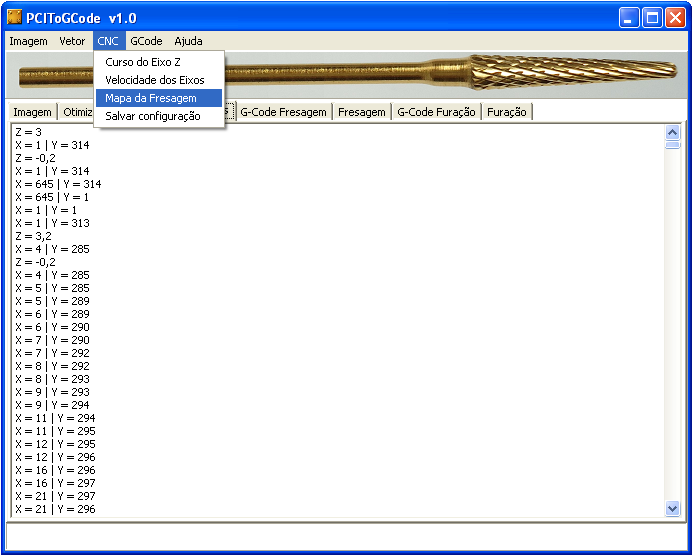 PCIToGCode v1.0
Imagem Vetor CNC GCode Ajuda
Curso do Eixo Z
Velocidade dos Eixos
Mapa da Fresagem
Salvar configuração
Imagem G-Code Fresagem Fresagem G-Code Furação Furação
Z = 3
X = 1 | Y = 314
Z = -0,2
X = 1 | Y = 314
X = 645 | Y = 314
X = 645 | Y = 1
X = 1 | Y = 1
X = 1 | Y = 313
Z = 3,2
X = 4 | Y = 285
Z = -0,2
X = 4 | Y = 285
X = 5 | Y = 285
X = 5 | Y = 289
X = 6 | Y = 289
X = 6 | Y = 290
X = 7 | Y = 290
X = 7 | Y = 292
X = 8 | Y = 292
X = 8 | Y = 293
X = 9 | Y = 293
X = 9 | Y = 294
X = 11 | Y = 294
X = 11 | Y = 295
X = 12 | Y = 295
X = 12 | Y = 296
X = 16 | Y = 296
X = 16 | Y = 297
X = 21 | Y = 297
X = 21 | Y = 296